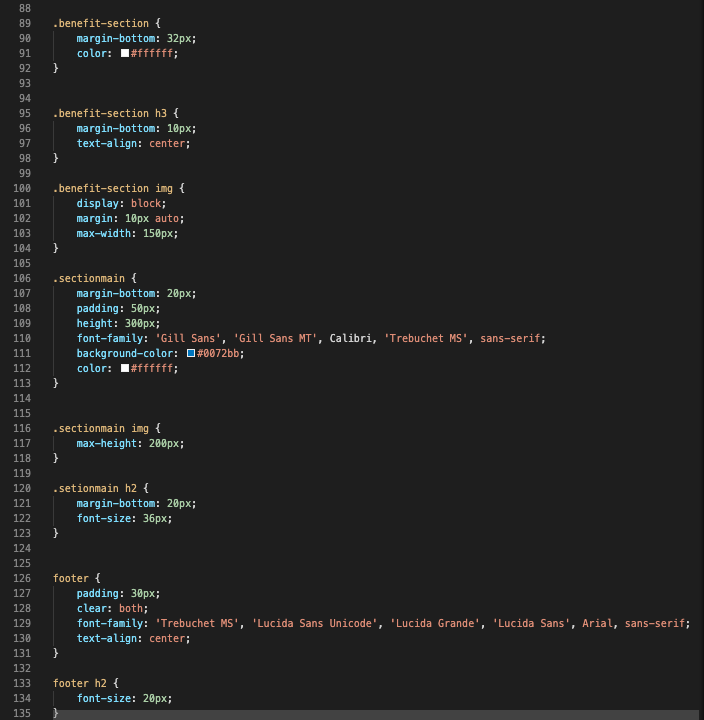 88
89 .benefit-section {
90     margin-bottom: 32px;
91     color: #ffffff;
92 }
93
94
95 .benefit-section h3 {
96     margin-bottom: 10px;
97     text-align: center;
98 }
99
100 .benefit-section img {
101     display: block;
102     margin: 10px auto;
103     max-width: 150px;
104 }
105
106 .sectionmain {
107     margin-bottom: 20px;
108     padding: 50px;
109     height: 300px;
110     font-family: 'Gill Sans', 'Gill Sans MT', Calibri, 'Trebuchet MS', sans-serif;
111     background-color: #0072bb;
112     color: #ffffff;
113 }
114
115
116 .sectionmain img {
117     max-height: 200px;
118 }
119
120 .setionmain h2 {
121     margin-bottom: 20px;
122     font-size: 36px;
123 }
124
125
126 footer {
127     padding: 30px;
128     clear: both;
129     font-family: 'Trebuchet MS', 'Lucida Sans Unicode', 'Lucida Grande', 'Lucida Sans', Arial, sans-serif;
130     text-align: center;
131 }
132
133 footer h2 {
134     font-size: 20px;
135 }